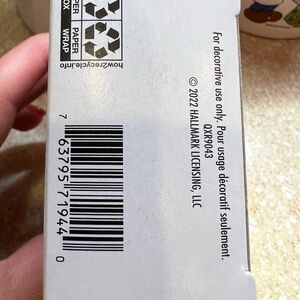 PAPER
BOX
PAPER
WRAP
how2recycle.info
For decorative use only. Pour usage décoratif seulement.
QXR9043
© 2022 HALLMARK LICENSING, LLC
7 63795 71944 0